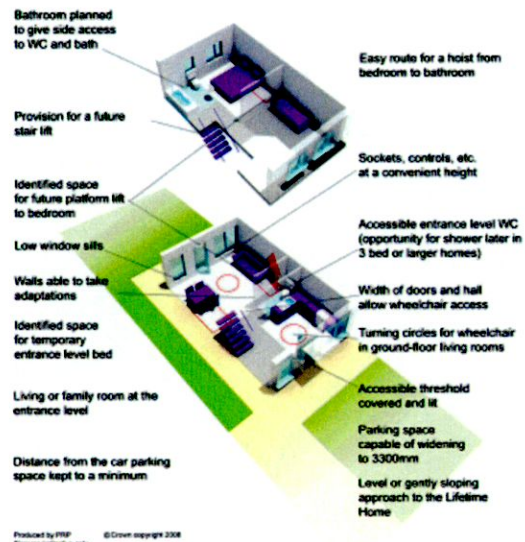 Bathroom planned
to give side access
to WC and bath
Provision for a future
stair lift
Identified space
for future platform lift
to bedroom
Low window sills
Walls able to take
adaptations
Identified space
for temporary
entrance level bed
Living or family room at the
entrance level
Distance from the car parking
space kept to a minimum
Easy route for a hoist from
bedroom to bathroom
Sockets, controls, etc.
at a convenient height
Accessible entrance level WC
(opportunity for shower later in
3 bed or larger homes)
Width of doors and hall
allow wheelchair access
Turning circles for wheelchair
in ground-floor living rooms
Accessible threshold
covered and lit
Parking space
capable of widening
to 3300mm
Level or gently sloping
approach to the Lifetime
Home
Produced by PRP © Crown copyright 2008